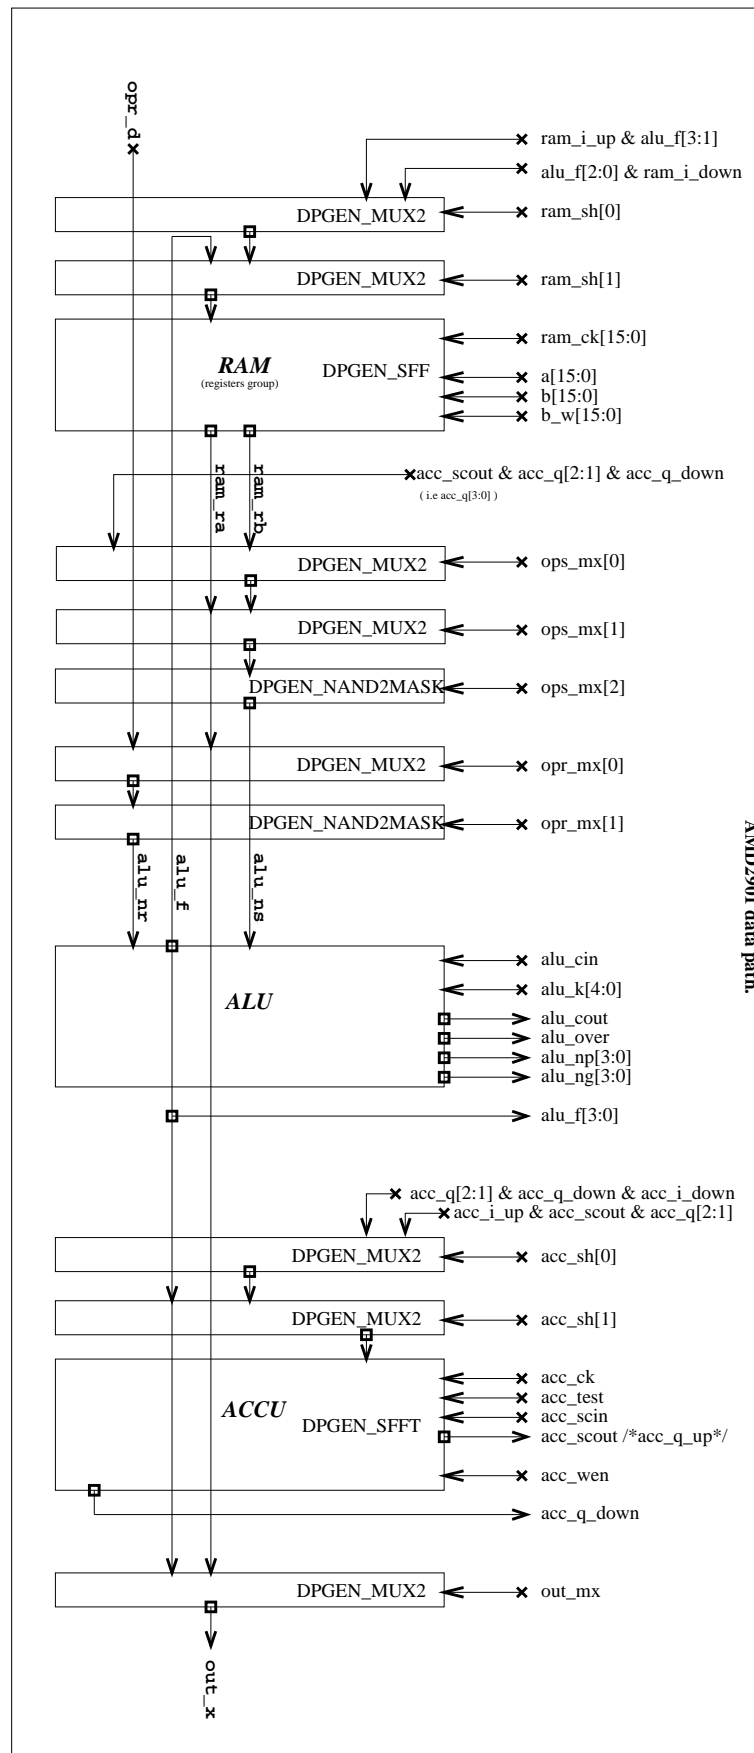 opr_d
ram_i_up & alu_f[3:1]
alu_f[2:0] & ram_i_down
DPGEN_MUX2
ram_sh[0]
DPGEN_MUX2
ram_sh[1]
RAM
(registers group)
DPGEN_SFF
ram_ck[15:0]
a[15:0]
b[15:0]
b_w[15:0]
ram_ra
ram_rb
acc_scout & acc_q[2:1] & acc_q_down
( i.e acc_q[3:0] )
DPGEN_MUX2
ops_mx[0]
DPGEN_MUX2
ops_mx[1]
DPGEN_NAND2MASK
ops_mx[2]
DPGEN_MUX2
opr_mx[0]
DPGEN_NAND2MASK
opr_mx[1]
alu_nr
alu_f
alu_ns
AMD2901 data path.
ALU
alu_cin
alu_k[4:0]
alu_cout
alu_over
alu_np[3:0]
alu_ng[3:0]
alu_f[3:0]
acc_q[2:1] & acc_q_down & acc_i_down
acc_i_up & acc_scout & acc_q[2:1]
DPGEN_MUX2
acc_sh[0]
DPGEN_MUX2
acc_sh[1]
ACCU
DPGEN_SFFT
acc_ck
acc_test
acc_scin
acc_scout /*acc_q_up*/
acc_wen
acc_q_down
DPGEN_MUX2
out_mx
out_x